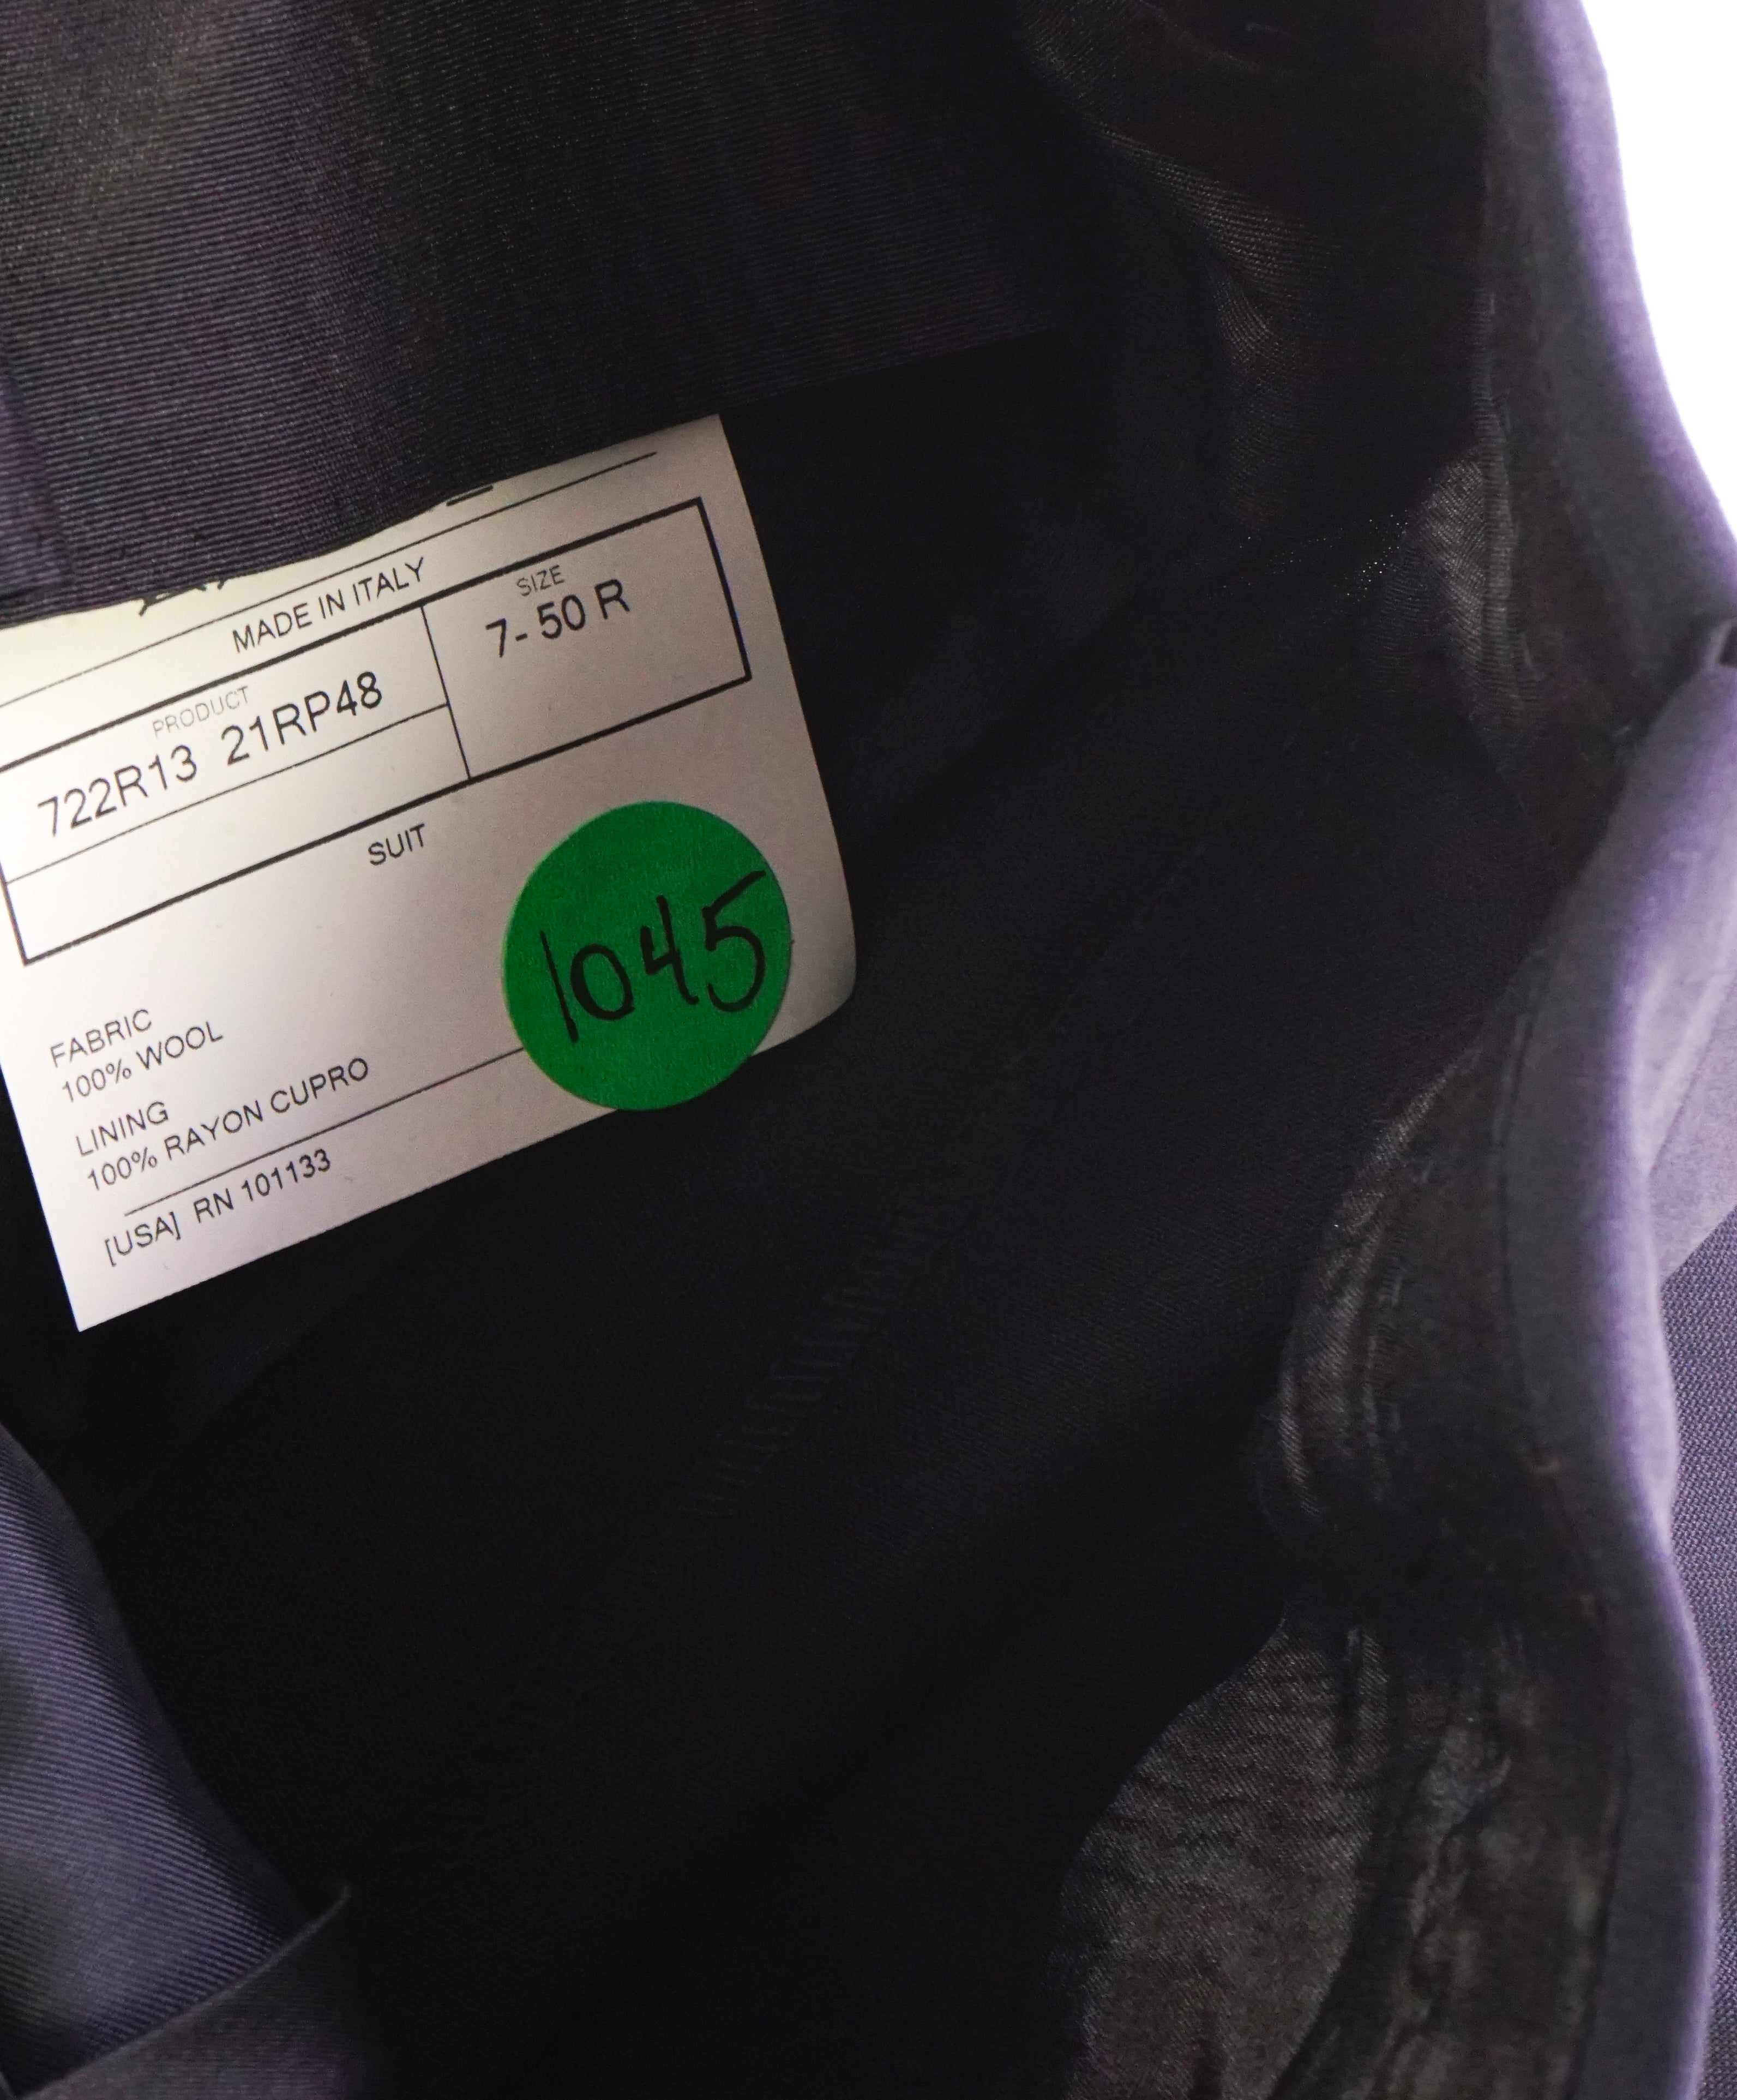 MADE IN ITALY
PRODUCT
722R13 21RP48
SIZE
7- 50 R
SUIT
1045
FABRIC
100% WOOL
LINING
100% RAYON CUPRO
[USA] RN 101133